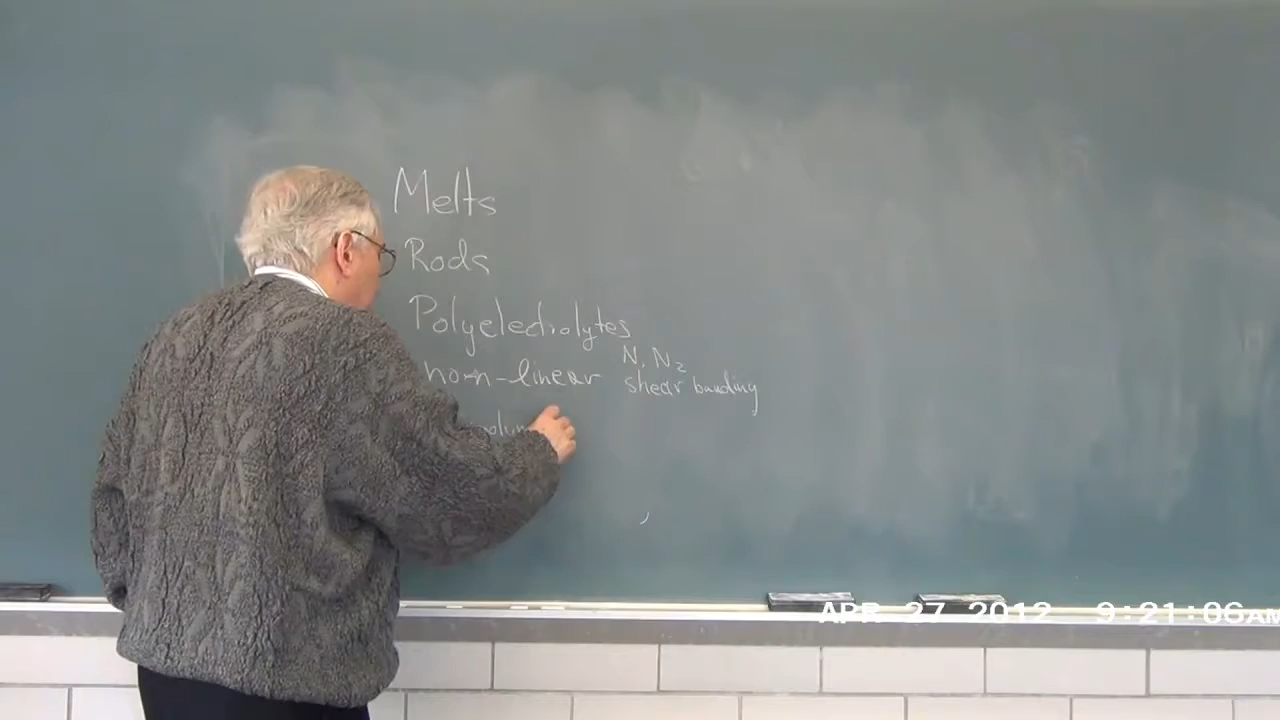 Melts
Rods
Polyelectrolytes
non-linear N₁ N₂
shear banding
APR 27 2012 9:21:06AM